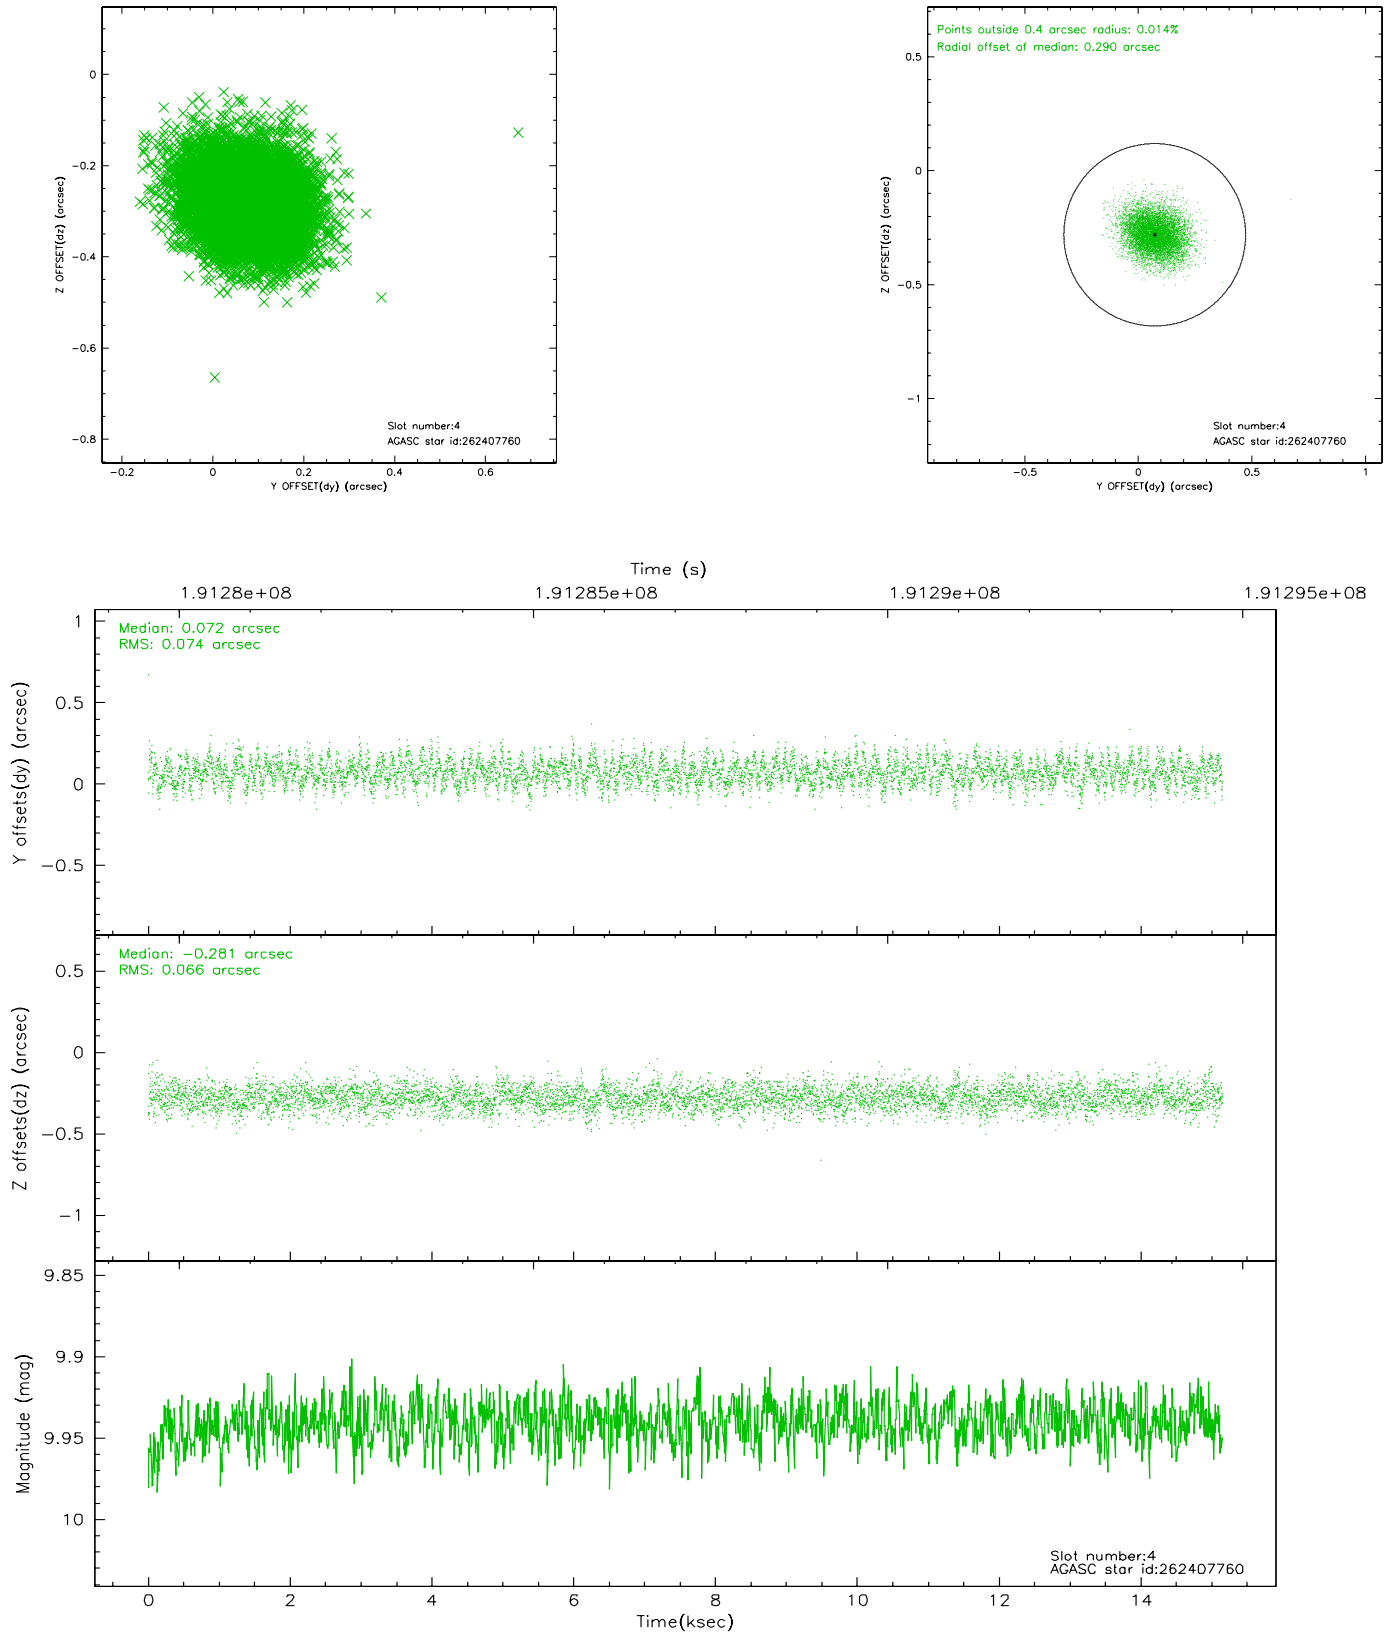 0
−0.2
−0.4
−0.6
−0.8
Z OFFSET(dz) (arcsec)
Slot number:4
AGASC star id:262407760
−0.2
0
0.2
0.4
0.6
Y OFFSET(dy) (arcsec)
Points outside 0.4 arcsec radius: 0.014%
Radial offset of median: 0.290 arcsec
0.5
0
−0.5
−1
Z OFFSET(dz) (arcsec)
Slot number:4
AGASC star id:262407760
−0.5
0
0.5
1
Y OFFSET(dy) (arcsec)
Time (s)
1.9128e+08
1.91285e+08
1.9129e+08
1.91295e+08
Median: 0.072 arcsec
RMS: 0.074 arcsec
1
0.5
0
−0.5
Y offsets(dy) (arcsec)
Median: −0.281 arcsec
RMS: 0.066 arcsec
0.5
0
−0.5
−1
Z offsets(dz) (arcsec)
9.85
9.9
9.95
10
Magnitude (mag)
Slot number:4
AGASC star id:262407760
0
2
4
6
8
10
12
14
Time(ksec)